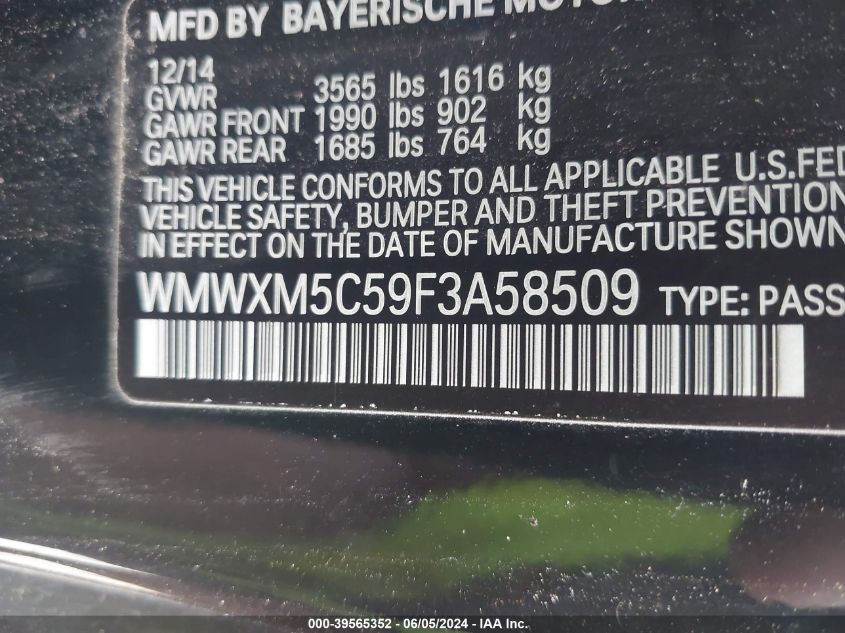 MFD BY BAYERISCHE MOTOR
12/14
GVWR 3565 lbs 1616 kg
GAWR FRONT 1990 lbs 902 kg
GAWR REAR 1685 lbs 764 kg
THIS VEHICLE CONFORMS TO ALL APPLICABLE U.S.FED
VEHICLE SAFETY, BUMPER AND THEFT PREVENTION
IN EFFECT ON THE DATE OF MANUFACTURE SHOWN
WMWXM5C59F3A58509 TYPE: PASS
000-39565352 - 06/05/2024 - IAA Inc.